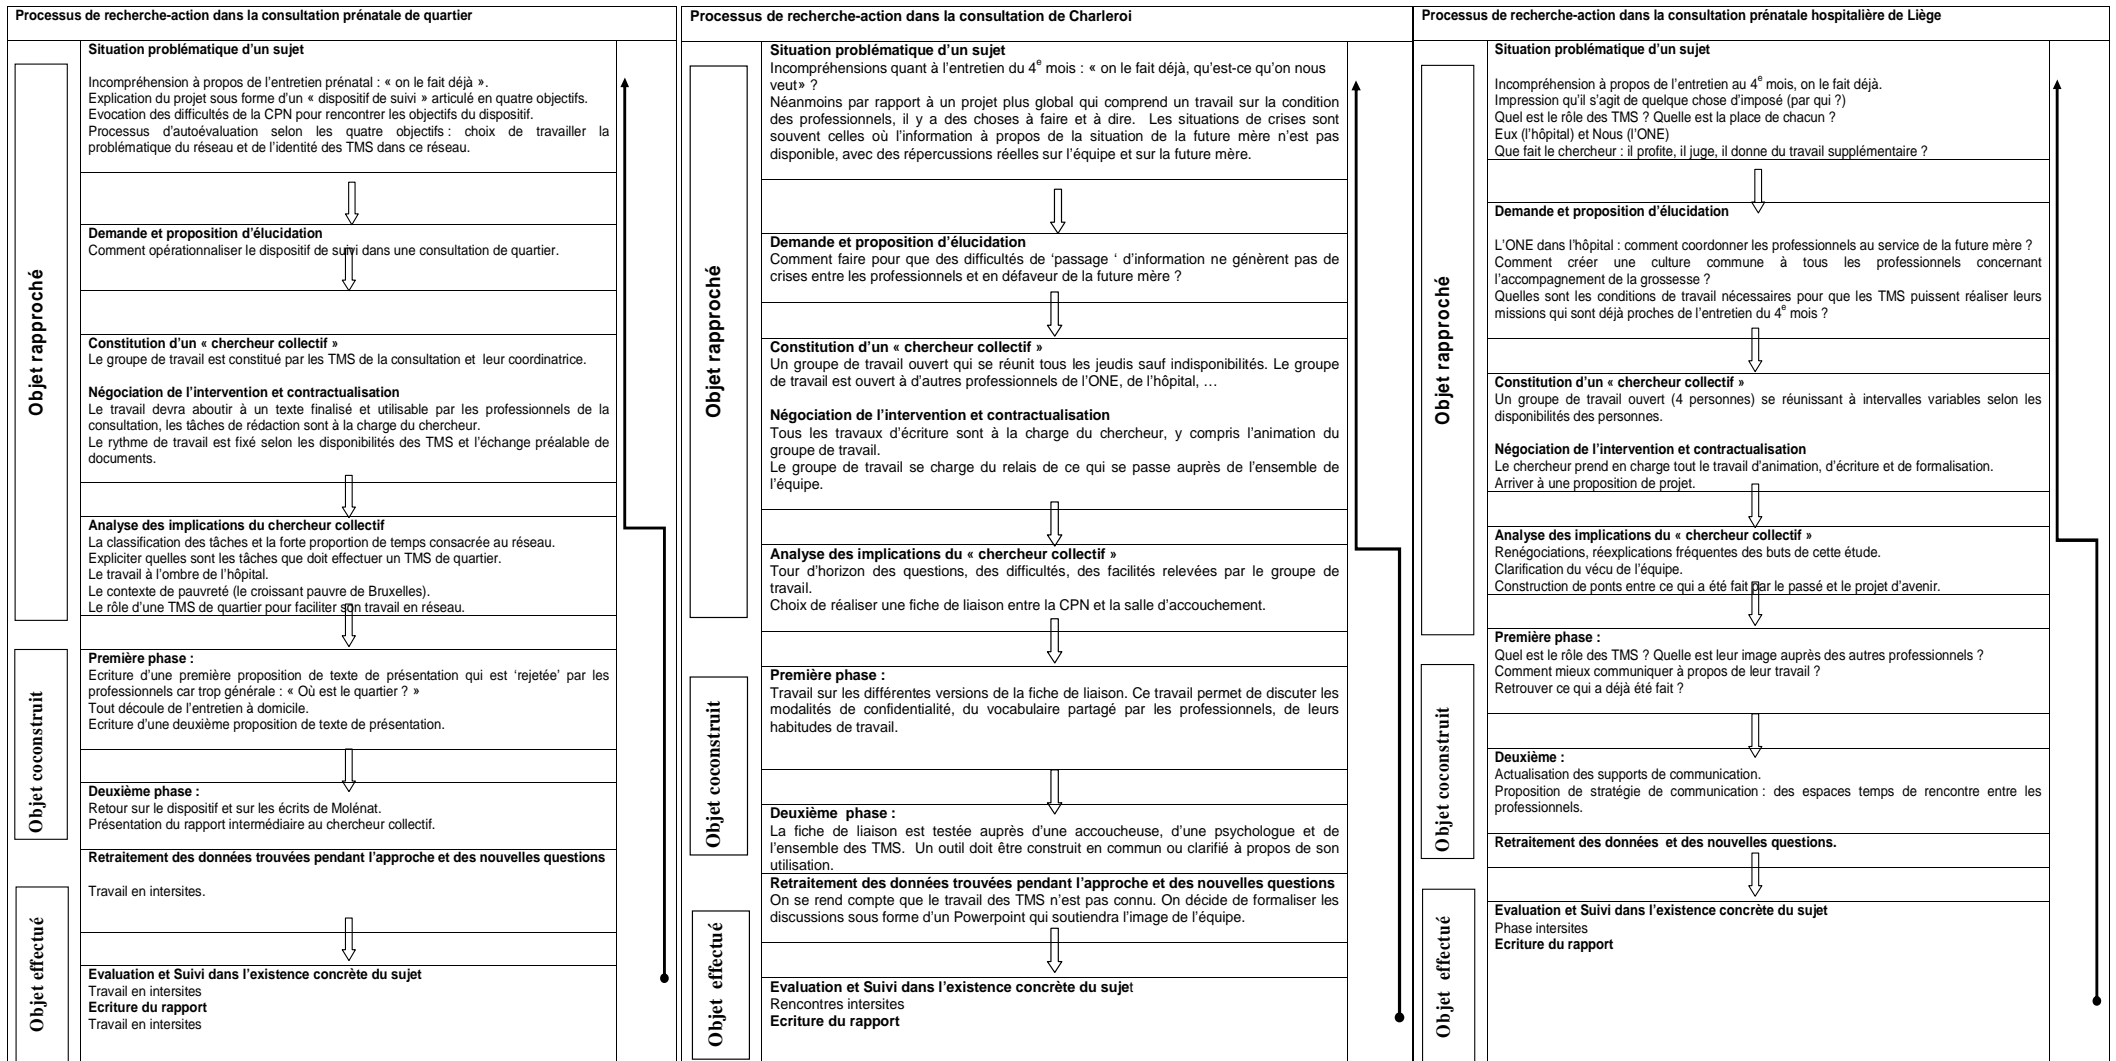 Processus de recherche-action dans la consultation prénatale de quartier
Objet rapproché
Situation problématique d’un sujet
Incompréhension à propos de l’entretien prénatal : « on le fait déjà ».
Explication du projet sous forme d’un « dispositif de suivi » articulé en quatre objectifs.
Evocation des difficultés de la CPN pour rencontrer les objectifs du dispositif.
Processus d’autoévaluation selon les quatre objectifs : choix de travailler la
problématique du réseau et de l’identité des TMS dans ce réseau.
Demande et proposition d’élucidation
Comment opérationnaliser le dispositif de suivi dans une consultation de quartier.
Constitution d’un « chercheur collectif »
Le groupe de travail est constitué par les TMS de la consultation et leur coordinatrice.
Négociation de l’intervention et contractualisation
Le travail devra aboutir à un texte finalisé et utilisable par les professionnels de la
consultation, les tâches de rédaction sont à la charge du chercheur.
Le rythme de travail est fixé selon les disponibilités des TMS et l’échange préalable de
documents.
Analyse des implications du chercheur collectif
La classification des tâches et la forte proportion de temps consacrée au réseau.
Expliciter quelles sont les tâches que doit effectuer un TMS de quartier.
Le travail à l’ombre de l’hôpital.
Le contexte de pauvreté (le croissant pauvre de Bruxelles).
Le rôle d’une TMS de quartier pour faciliter son travail en réseau.
Objet coconstruit
Première phase :
Ecriture d’une première proposition de texte de présentation qui est ‘rejetée’ par les
professionnels car trop générale : « Où est le quartier ? »
Tout découle de l’entretien à domicile.
Ecriture d’une deuxième proposition de texte de présentation.
Deuxième phase :
Retour sur le dispositif et sur les écrits de Molénat.
Présentation du rapport intermédiaire au chercheur collectif.
Retraitement des données trouvées pendant l’approche et des nouvelles questions
Travail en intersites.
Objet effectué
Evaluation et Suivi dans l’existence concrète du sujet
Travail en intersites
Ecriture du rapport
Travail en intersites
Processus de recherche-action dans la consultation de Charleroi
Objet rapproché
Situation problématique d’un sujet
Incompréhensions quant à l’entretien du 4e mois : « on le fait déjà, qu’est-ce qu’on nous
veut» ?
Néanmoins par rapport à un projet plus global qui comprend un travail sur la condition
des professionnels, il y a des choses à faire et à dire. Les situations de crises sont
souvent celles où l’information à propos de la situation de la future mère n’est pas
disponible, avec des répercussions réelles sur l’équipe et sur la future mère.
Demande et proposition d’élucidation
Comment faire pour que des difficultés de ‘passage ‘ d’information ne génèrent pas de
crises entre les professionnels et en défaveur de la future mère ?
Constitution d’un « chercheur collectif »
Un groupe de travail ouvert qui se réunit tous les jeudis sauf indisponibilités. Le groupe
de travail est ouvert à d’autres professionnels de l’ONE, de l’hôpital, …
Négociation de l’intervention et contractualisation
Tous les travaux d’écriture sont à la charge du chercheur, y compris l’animation du
groupe de travail.
Le groupe de travail se charge du relais de ce qui se passe auprès de l’ensemble de
l’équipe.
Analyse des implications du « chercheur collectif »
Tour d’horizon des questions, des difficultés, des facilités relevées par le groupe de
travail.
Choix de réaliser une fiche de liaison entre la CPN et la salle d’accouchement.
Objet coconstruit
Première phase :
Travail sur les différentes versions de la fiche de liaison. Ce travail permet de discuter les
modalités de confidentialité, du vocabulaire partagé par les professionnels, de leurs
habitudes de travail.
Deuxième phase :
La fiche de liaison est testée auprès d’une accoucheuse, d’une psychologue et de
l’ensemble des TMS. Un outil doit être construit en commun ou clarifié à propos de son
utilisation.
Retraitement des données trouvées pendant l’approche et des nouvelles questions
On se rend compte que le travail des TMS n’est pas connu. On décide de formaliser les
discussions sous forme d’un Powerpoint qui soutiendra l’image de l’équipe.
Objet effectué
Evaluation et Suivi dans l’existence concrète du sujet
Rencontres intersites
Ecriture du rapport
Processus de recherche-action dans la consultation prénatale hospitalière de Liège
Objet rapproché
Situation problématique d’un sujet
Incompréhension à propos de l’entretien au 4e mois, on le fait déjà.
Impression qu’il s’agit de quelque chose d’imposé (par qui ?)
Quel est le rôle des TMS ? Quelle est la place de chacun ?
Eux (l’hôpital) et Nous (l’ONE)
Que fait le chercheur : il profite, il juge, il donne du travail supplémentaire ?
Demande et proposition d’élucidation
L’ONE dans l’hôpital : comment coordonner les professionnels au service de la future mère ?
Comment créer une culture commune à tous les professionnels concernant
l’accompagnement de la grossesse ?
Quelles sont les conditions de travail nécessaires pour que les TMS puissent réaliser leurs
missions qui sont déjà proches de l’entretien du 4e mois ?
Constitution d’un « chercheur collectif »
Un groupe de travail ouvert (4 personnes) se réunissant à intervalles variables selon les
disponibilités des personnes.
Négociation de l’intervention et contractualisation
Le chercheur prend en charge tout le travail d’animation, d’écriture et de formalisation.
Arriver à une proposition de projet.
Analyse des implications du « chercheur collectif »
Renégociations, réexplications fréquentes des buts de cette étude.
Clarification du vécu de l’équipe.
Construction de ponts entre ce qui a été fait par le passé et le projet d’avenir.
Objet coconstruit
Première phase :
Quel est le rôle des TMS ? Quelle est leur image auprès des autres professionnels ?
Comment mieux communiquer à propos de leur travail ?
Retrouver ce qui a déjà été fait ?
Deuxième :
Actualisation des supports de communication.
Proposition de stratégie de communication : des espaces temps de rencontre entre les
professionnels.
Retraitement des données et des nouvelles questions.
Objet effectué
Evaluation et Suivi dans l’existence concrète du sujet
Phase intersites
Ecriture du rapport